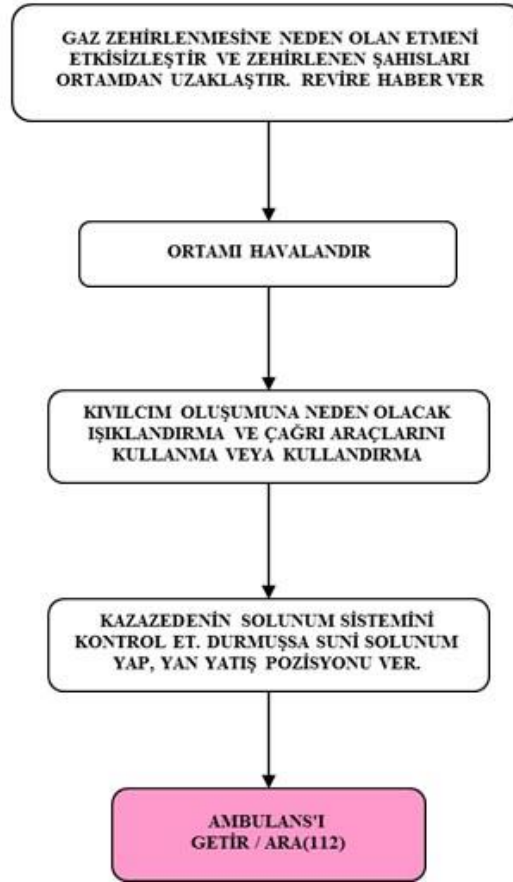 GAZ ZEHİRLENMESİNE NEDEN OLAN ETMENİ
ETKİSİZLEŞTİR VE ZEHİRLENEN ŞAHISLARI
ORTAMDAN UZAKLAŞTIR. REVİRE HABER VER
ORTAMI HAVALANDIR
KIVILCIM OLUŞUMUNA NEDEN OLACAK
IŞIKLANDIRMA VE ÇAĞRI ARAÇLARINI
KULLANMA VEYA KULLANDIRMA
KAZAZEDENİN SOLUNUM SİSTEMİNİ
KONTROL ET. DURMUŞSA SUNİ SOLUNUM
YAP, YAN YATIŞ POZİSYONU VER.
AMBULANS'I
GETİR / ARA(112)